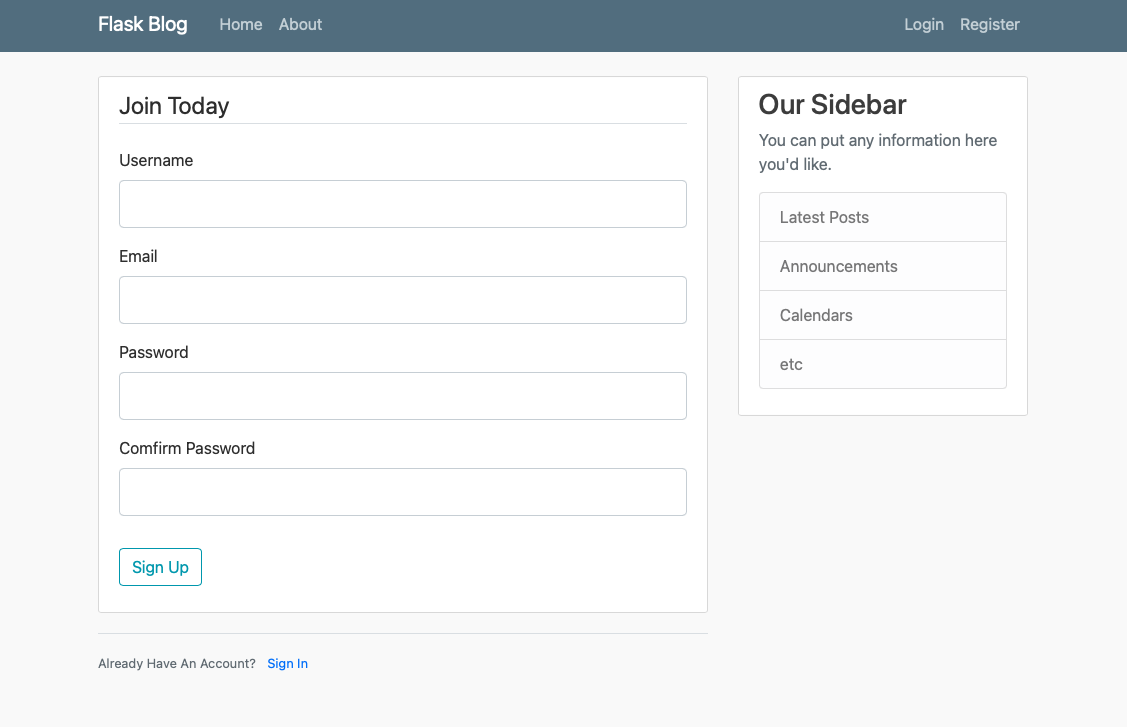 Flask Blog Home About Login Register
Join Today
Username
Email
Password
Comfirm Password
Sign Up
Already Have An Account? Sign In
Our Sidebar
You can put any information here
you'd like.
Latest Posts
Announcements
Calendars
etc